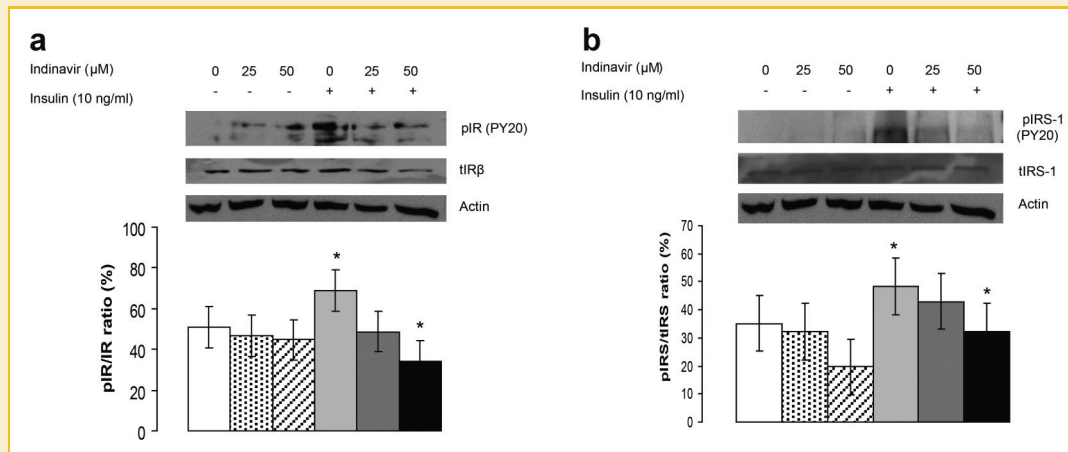 a
Indinavir (µM) 0 25 50 0 25 50
Insulin (10 ng/ml) - - - + + +
pIR (PY20)
tIRβ
Actin
pIR/IR ratio (%)
100
80
60
40
20
0
*
*
b
Indinavir (µM) 0 25 50 0 25 50
Insulin (10 ng/ml) - - - + + +
pIRS-1
(PY20)
tIRS-1
Actin
pIRS/tIRS ratio (%)
70
60
50
40
30
20
10
0
*
*